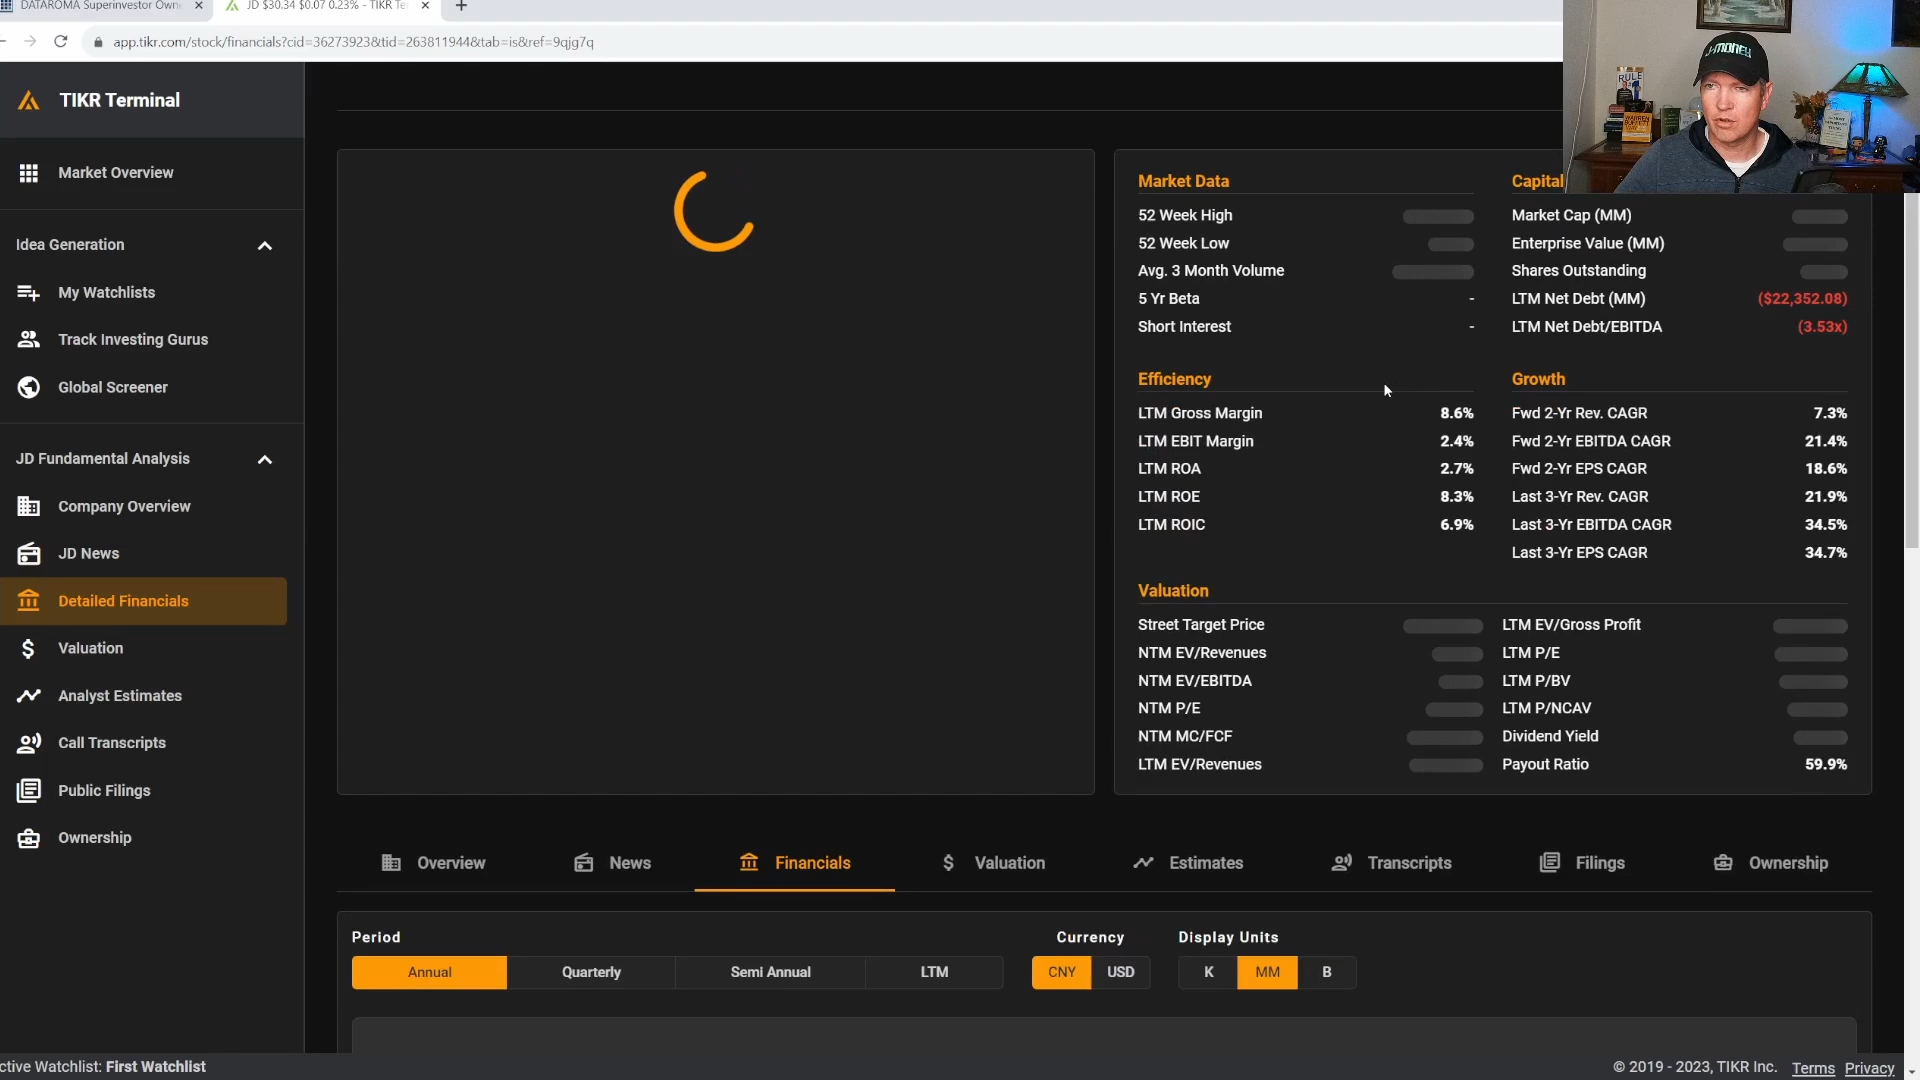 DATAROMA Superinvestor Own
JD $30.34 $0.07 0.23% - TIKR Te
app.tikr.com/stock/financials?cid=36273923&tid=263811944&tab=is&ref=9qjg7q
TIKR Terminal
Market Overview
Idea Generation
My Watchlists
Track Investing Gurus
Global Screener
JD Fundamental Analysis
Company Overview
JD News
Detailed Financials
Valuation
Analyst Estimates
Call Transcripts
Public Filings
Ownership
Market Data
52 Week High
52 Week Low
Avg. 3 Month Volume
5 Yr Beta -
Short Interest -
Capital
Market Cap (MM)
Enterprise Value (MM)
Shares Outstanding
LTM Net Debt (MM) ($22,352.08)
LTM Net Debt/EBITDA (3.53x)
Efficiency
LTM Gross Margin 8.6%
LTM EBIT Margin 2.4%
LTM ROA 2.7%
LTM ROE 8.3%
LTM ROIC 6.9%
Growth
Fwd 2-Yr Rev. CAGR 7.3%
Fwd 2-Yr EBITDA CAGR 21.4%
Fwd 2-Yr EPS CAGR 18.6%
Last 3-Yr Rev. CAGR 21.9%
Last 3-Yr EBITDA CAGR 34.5%
Last 3-Yr EPS CAGR 34.7%
Valuation
Street Target Price
NTM EV/Revenues
NTM EV/EBITDA
NTM P/E
NTM MC/FCF
LTM EV/Revenues
LTM EV/Gross Profit
LTM P/E
LTM P/BV
LTM P/NCAV
Dividend Yield
Payout Ratio 59.9%
Overview News Financials Valuation Estimates Transcripts Filings Ownership
Period
Annual Quarterly Semi Annual LTM
Currency
CNY USD
Display Units
K MM B
ctive Watchlist: First Watchlist
© 2019 - 2023, TIKR Inc. Terms Privacy
J-MONEY
RULE
WARREN BUFFETT